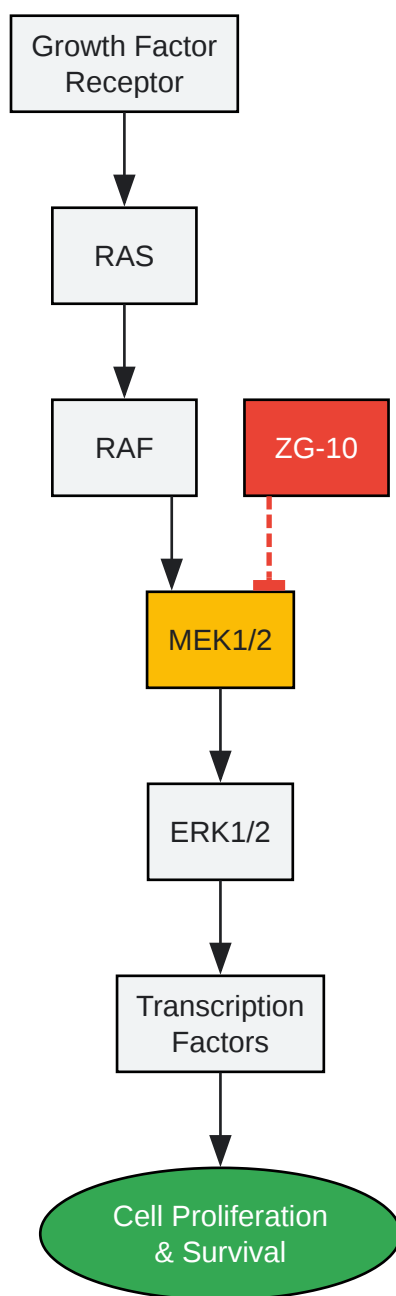 Growth Factor
Receptor
RAS
RAF
ZG-10
MEK1/2
ERK1/2
Transcription
Factors
Cell Proliferation
& Survival